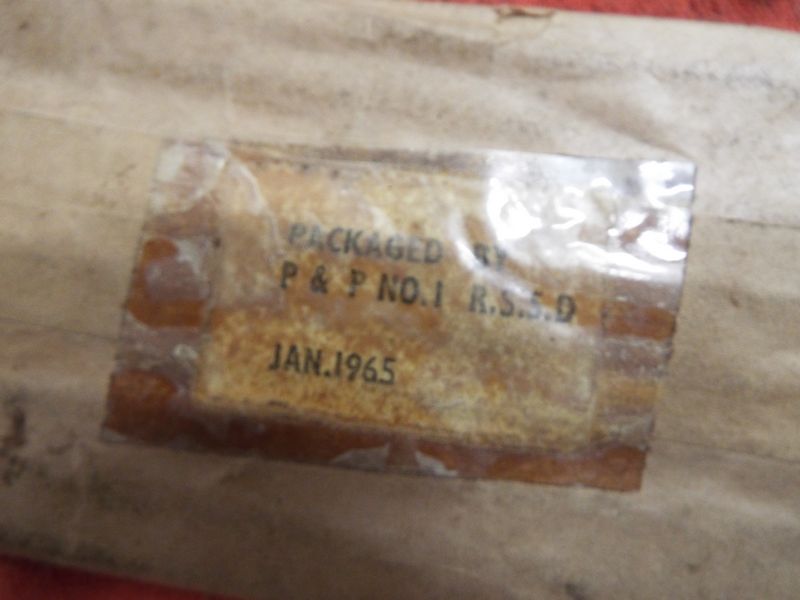 PACKAGED BY
P & P NO.1 R.S.S.D
JAN.1965